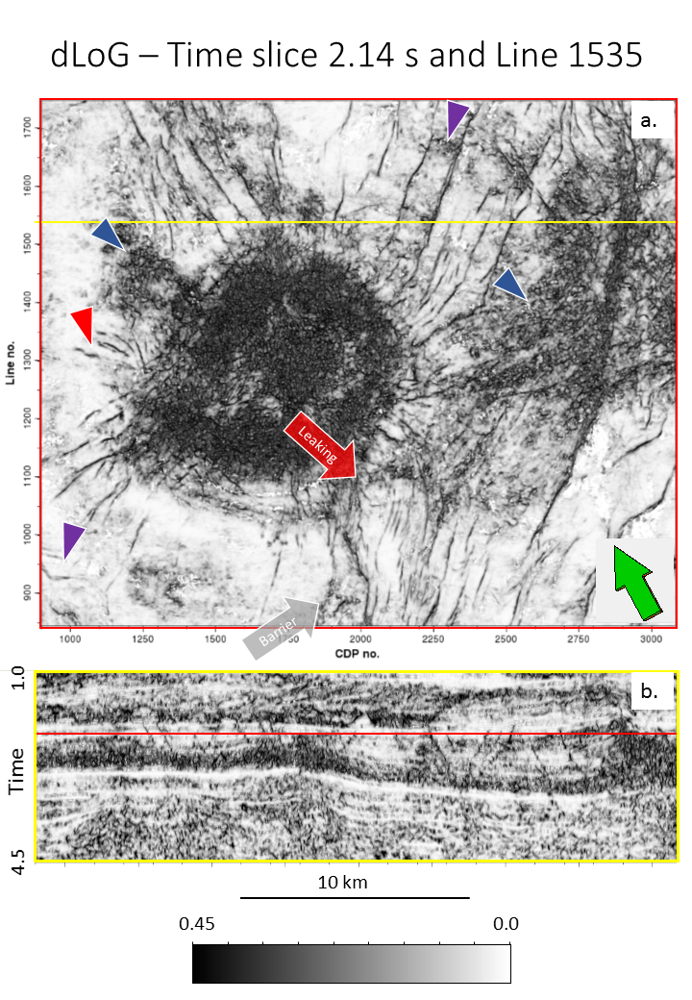 dLoG – Time slice 2.14 s and Line 1535
a.
1700
1600
1500
1400
1300
1200
1100
1000
900
Line no.
Leaking
Barrier
1000 1250 1500 1750 2000 2250 2500 2750 3000
CDP no.
b.
1.0
Time
4.5
10 km
0.45 0.0